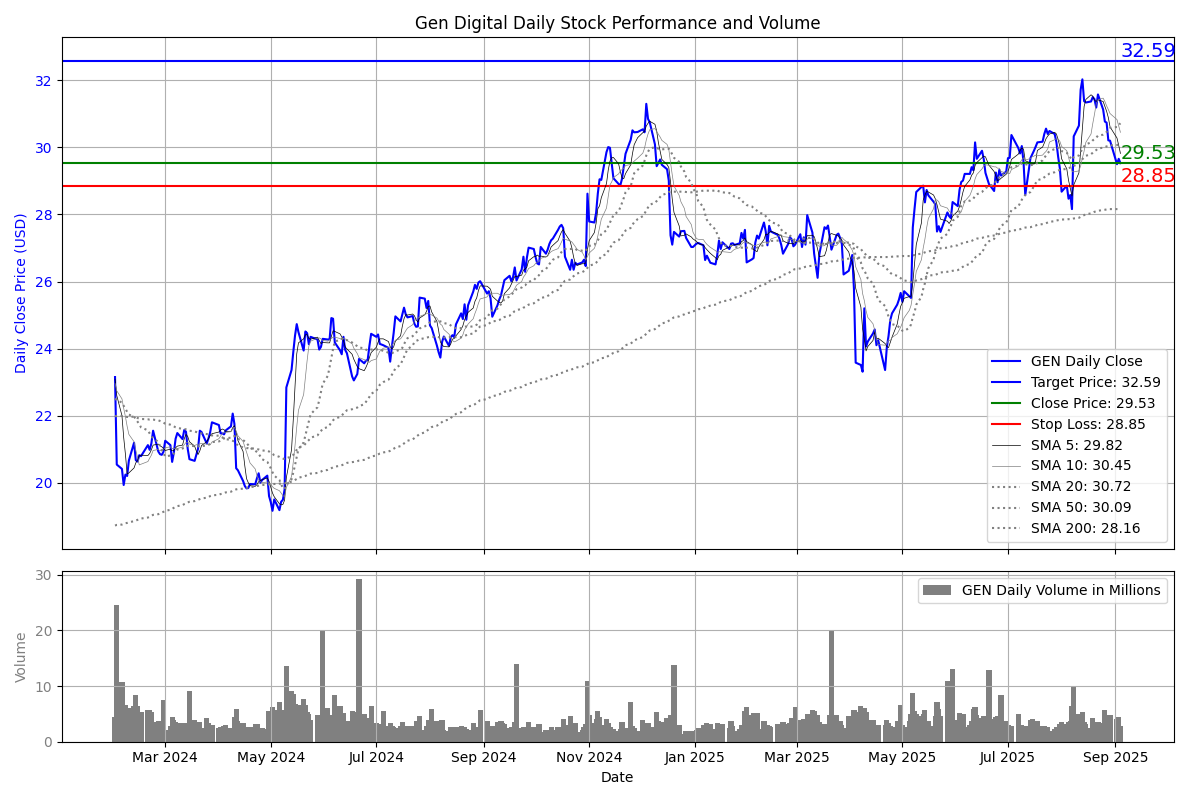 Gen Digital Daily Stock Performance and Volume
Daily Close Price (USD)
32
30
28
26
24
22
20
32.59
29.53
28.85
GEN Daily Close
Target Price: 32.59
Close Price: 29.53
Stop Loss: 28.85
SMA 5: 29.82
SMA 10: 30.45
SMA 20: 30.72
SMA 50: 30.09
SMA 200: 28.16
Volume
30
20
10
0
GEN Daily Volume in Millions
Mar 2024 May 2024 Jul 2024 Sep 2024 Nov 2024 Jan 2025 Mar 2025 May 2025 Jul 2025 Sep 2025
Date